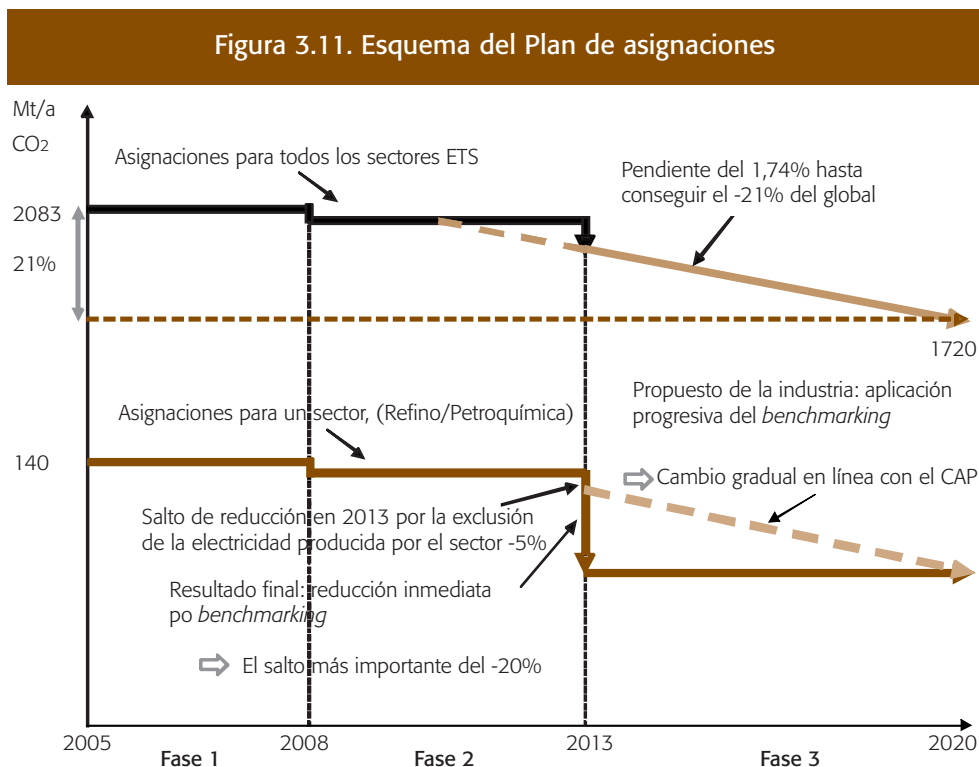 Figura 3.11. Esquema del Plan de asignaciones
Mt/a
CO2
Asignaciones para todos los sectores ETS
Pendiente del 1,74% hasta
conseguir el -21% del global
2083
21%
1720
Propuesto de la industria: aplicación
progresiva del benchmarking
Asignaciones para un sector, (Refino/Petroquímica)
140
Cambio gradual en línea con el CAP
Salto de reducción en 2013 por la exclusión
de la electricidad producida por el sector -5%
Resultado final: reducción inmediata
po benchmarking
El salto más importante del -20%
2005
2008
2013
2020
Fase 1
Fase 2
Fase 3